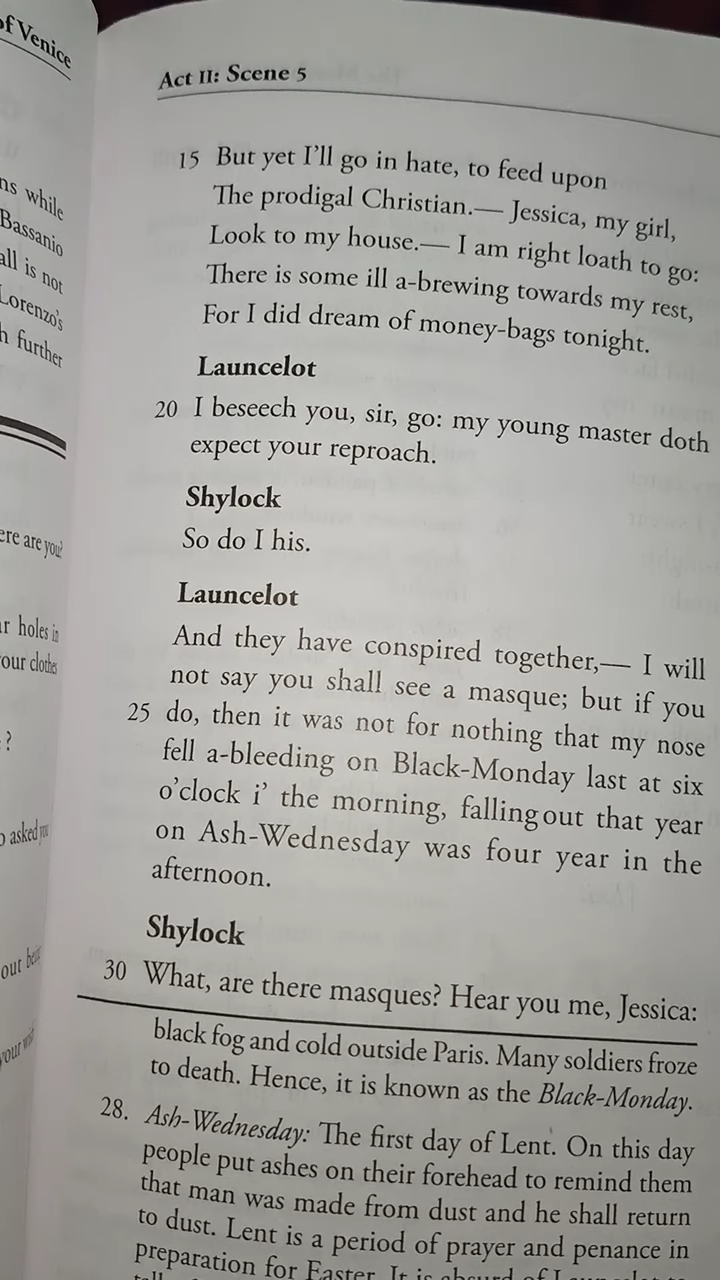 of Venice
while
Bassanio
all is not
Lorenzo's
further
ere are you?
holes in
our clothes
?
asked you
out
your
Act II: Scene 5
15 But yet I'll go in hate, to feed upon
The prodigal Christian.— Jessica, my girl,
Look to my house.— I am right loath to go:
There is some ill a-brewing towards my rest,
For I did dream of money-bags tonight.
Launcelot
20 I beseech you, sir, go: my young master doth
expect your reproach.
Shylock
So do I his.
Launcelot
And they have conspired together,— I will
not say you shall see a masque; but if you
25 do, then it was not for nothing that my nose
fell a-bleeding on Black-Monday last at six
o'clock i' the morning, falling out that year
on Ash-Wednesday was four year in the
afternoon.
Shylock
30 What, are there masques? Hear you me, Jessica:
black fog and cold outside Paris. Many soldiers froze
to death. Hence, it is known as the Black-Monday.
28. Ash-Wednesday: The first day of Lent. On this day
people put ashes on their forehead to remind them
that man was made from dust and he shall return
to dust. Lent is a period of prayer and penance in
preparation for Easter. It is absurd of